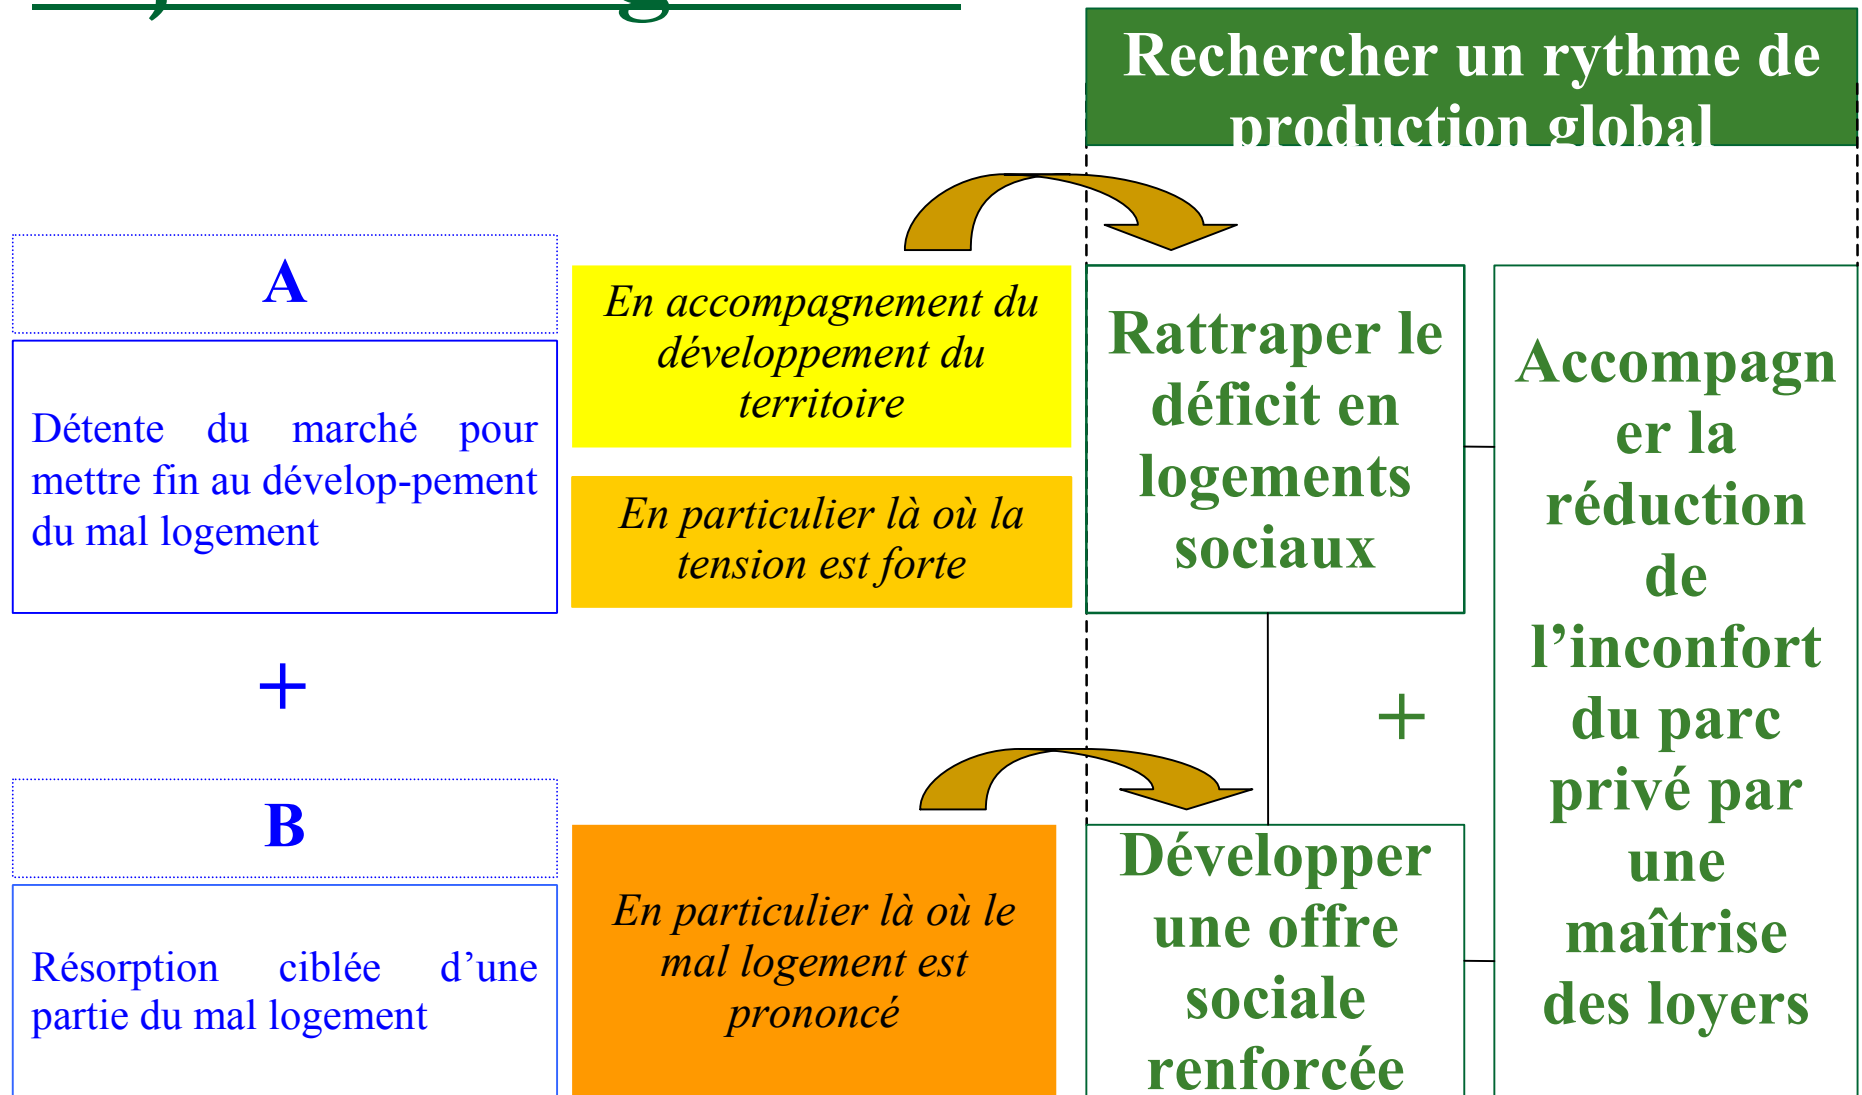 Rechercher un rythme de
production global
A
Détente du marché pour
mettre fin au dévelop-pement
du mal logement
En accompagnement du
développement du
territoire
En particulier là où la
tension est forte
Rattraper le
déficit en
logements
sociaux
Accompagn
er la
réduction
de
l’inconfort
du parc
privé par
une
maîtrise
des loyers
+
+
B
Résorption ciblée d’une
partie du mal logement
En particulier là où le
mal logement est
prononcé
Développer
une offre
sociale
renforcée